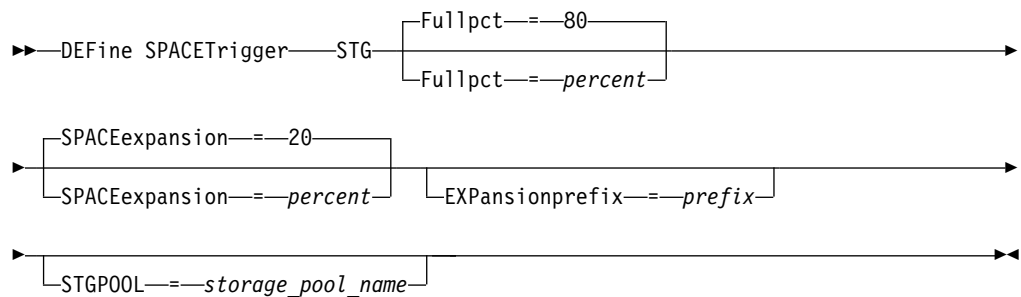 Fullpct = 80
DEFine SPACETrigger STG
Fullpct = percent
SPACEexpansion = 20
SPACEexpansion = percent
EXPansionprefix = prefix
STGPOOL = storage_pool_name